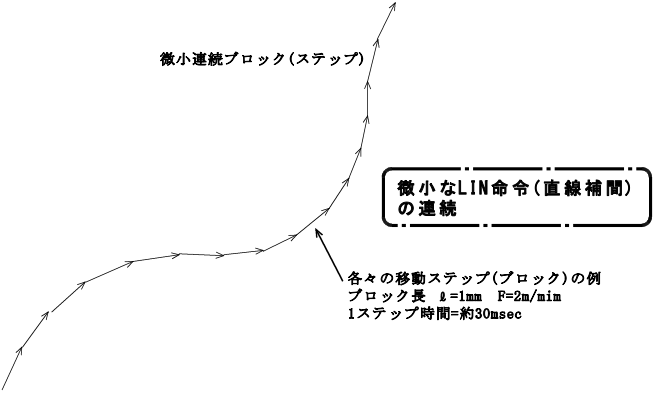 微小連続ブロック(ステップ)
微小なLIN命令(直線補間)
の連続
各々の移動ステップ(ブロック)の例
ブロック長 ℓ=1mm F=2m/mim
1ステップ時間=約30msec